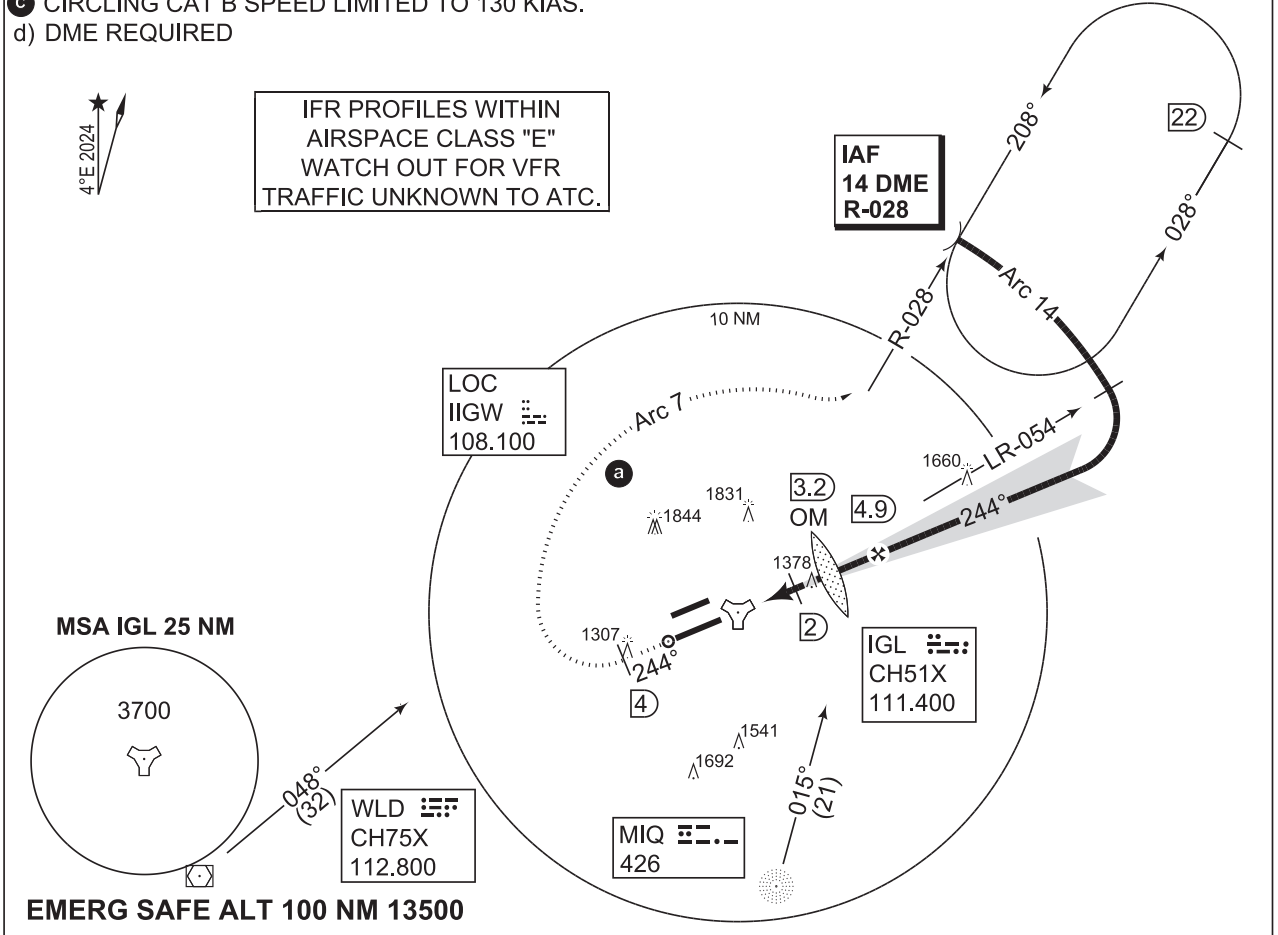 c CIRCLING CAT B SPEED LIMITED TO 130 KIAS.
d) DME REQUIRED
4°E 2024
IFR PROFILES WITHIN
AIRSPACE CLASS "E"
WATCH OUT FOR VFR
TRAFFIC UNKNOWN TO ATC.
IAF
14 DME
R-028
208°
22
028°
Arc 14
R-028
10 NM
LOC
IIGW
108.100
Arc 7
a
LR-054
1660
1831
1844
3.2
OM
4.9
244°
1378
2
1307
244°
4
IGL
CH51X
111.400
MSA IGL 25 NM
3700
1541
1692
048°
(32)
WLD
CH75X
112.800
015°
(21)
MIQ
426
EMERG SAFE ALT 100 NM 13500